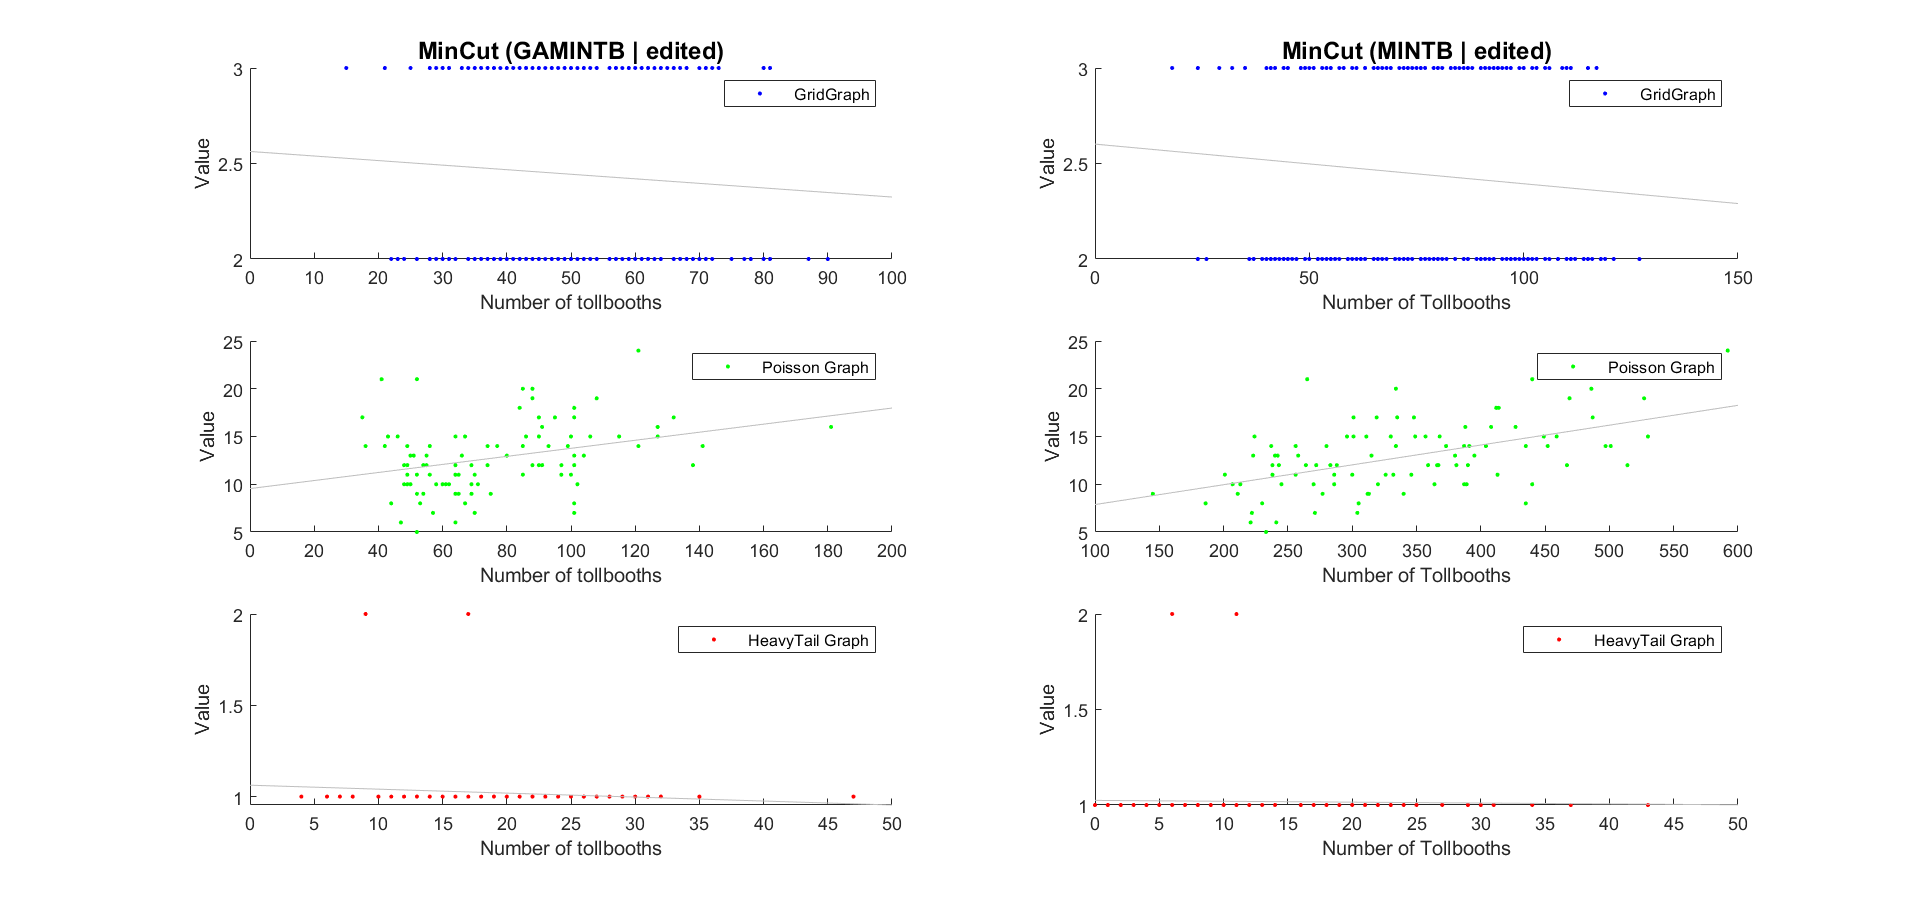 MinCut (GAMINTB | edited)
3
2.5
2
Value
GridGraph
0 10 20 30 40 50 60 70 80 90 100
Number of tollbooths
MinCut (MINTB | edited)
3
2.5
2
Value
GridGraph
0 50 100 150
Number of Tollbooths
25
20
15
10
5
Value
Poisson Graph
0 20 40 60 80 100 120 140 160 180 200
Number of tollbooths
25
20
15
10
5
Value
Poisson Graph
100 150 200 250 300 350 400 450 500 550 600
Number of Tollbooths
2
1.5
1
Value
HeavyTail Graph
0 5 10 15 20 25 30 35 40 45 50
Number of tollbooths
2
1.5
1
Value
HeavyTail Graph
0 5 10 15 20 25 30 35 40 45 50
Number of Tollbooths